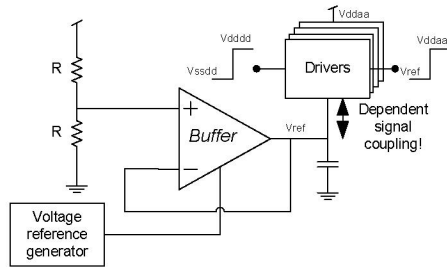 Vddaa
Vdddd
Vssdd
Drivers
Vddaa
Vref
R
R
+
Buffer
−
Vref
Dependent
signal
coupling!
Voltage
reference
generator